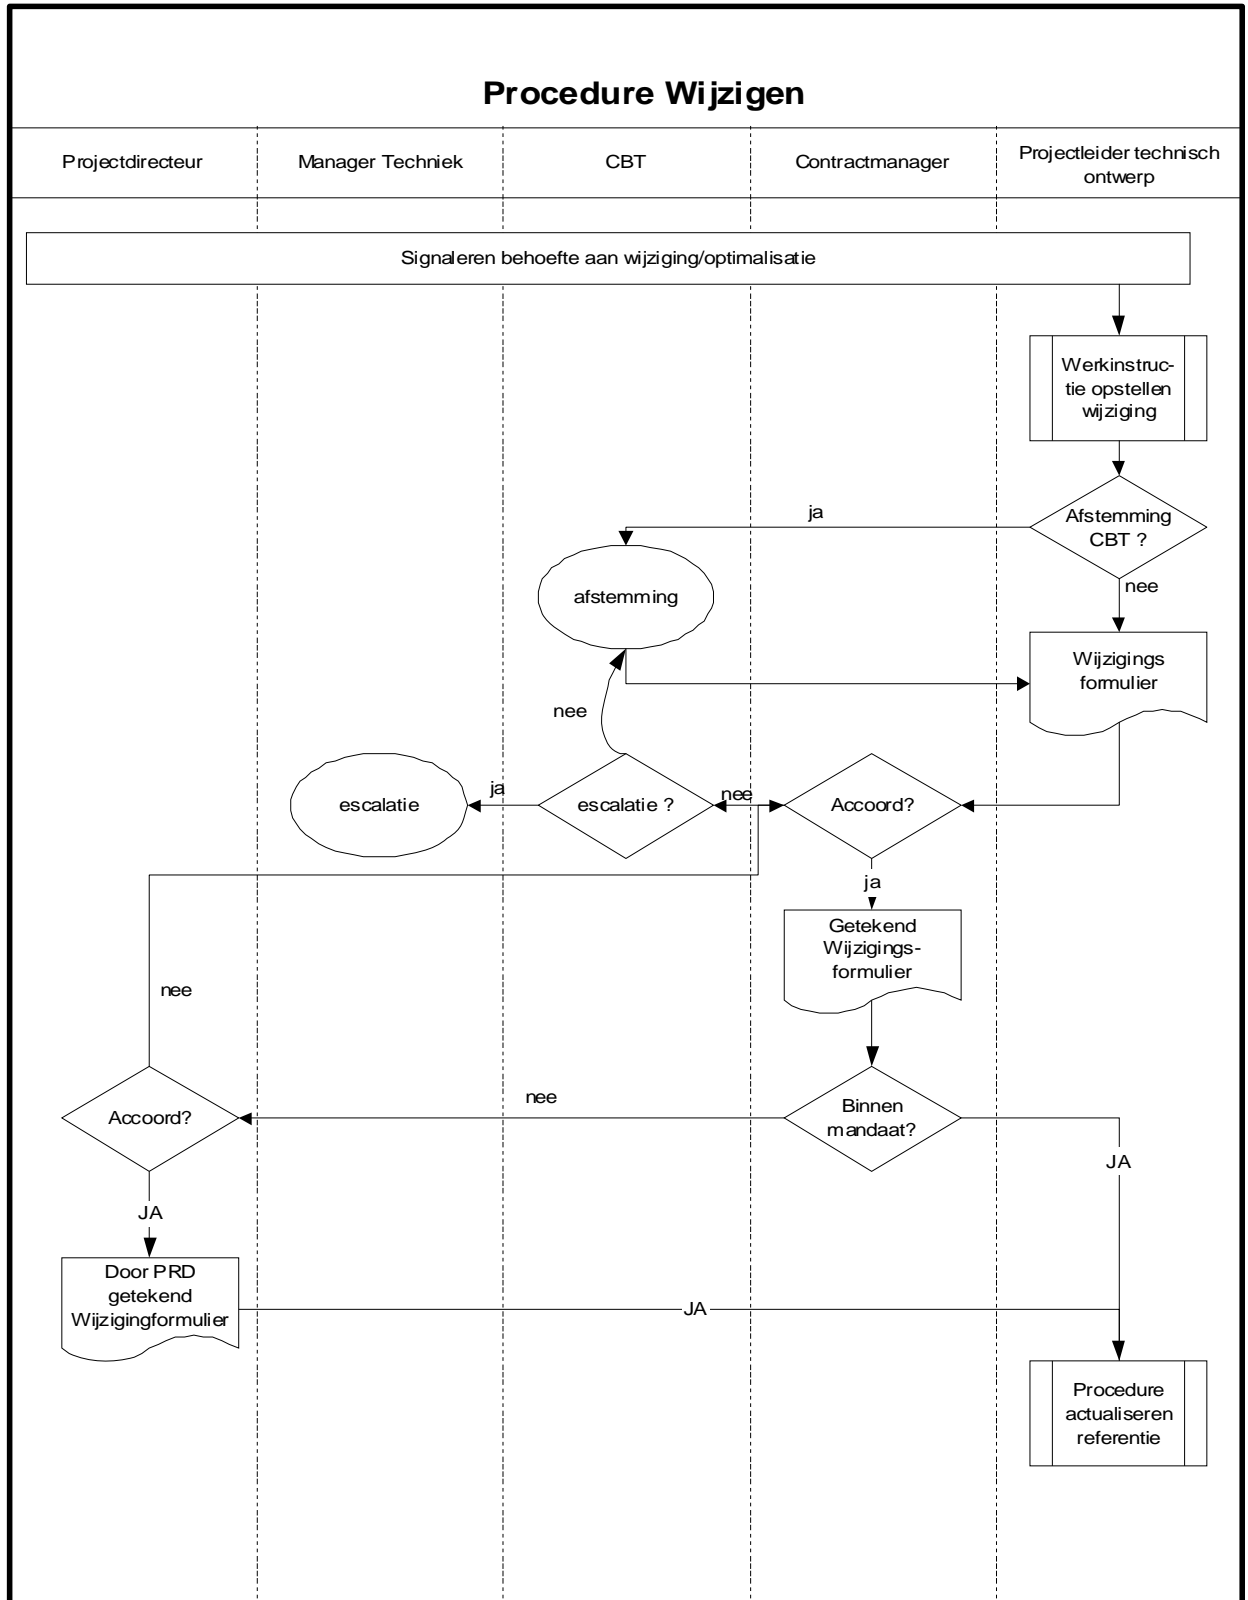 Procedure Wijzigen
Projectdirecteur
Manager Techniek
CBT
Contractmanager
Projectleider technisch
ontwerp
Signaleren behoefte aan wijziging/optimalisatie
Werkinstruc-
tie opstellen
wijziging
ja
Afstemming
CBT ?
nee
afstemming
Wijzigings
formulier
nee
escalatie
ja
escalatie ?
nee
Accoord?
ja
Getekend
Wijzigings-
formulier
nee
Accoord?
nee
Binnen
mandaat?
JA
JA
Door PRD
getekend
Wijzigingformulier
JA
Procedure
actualiseren
referentie